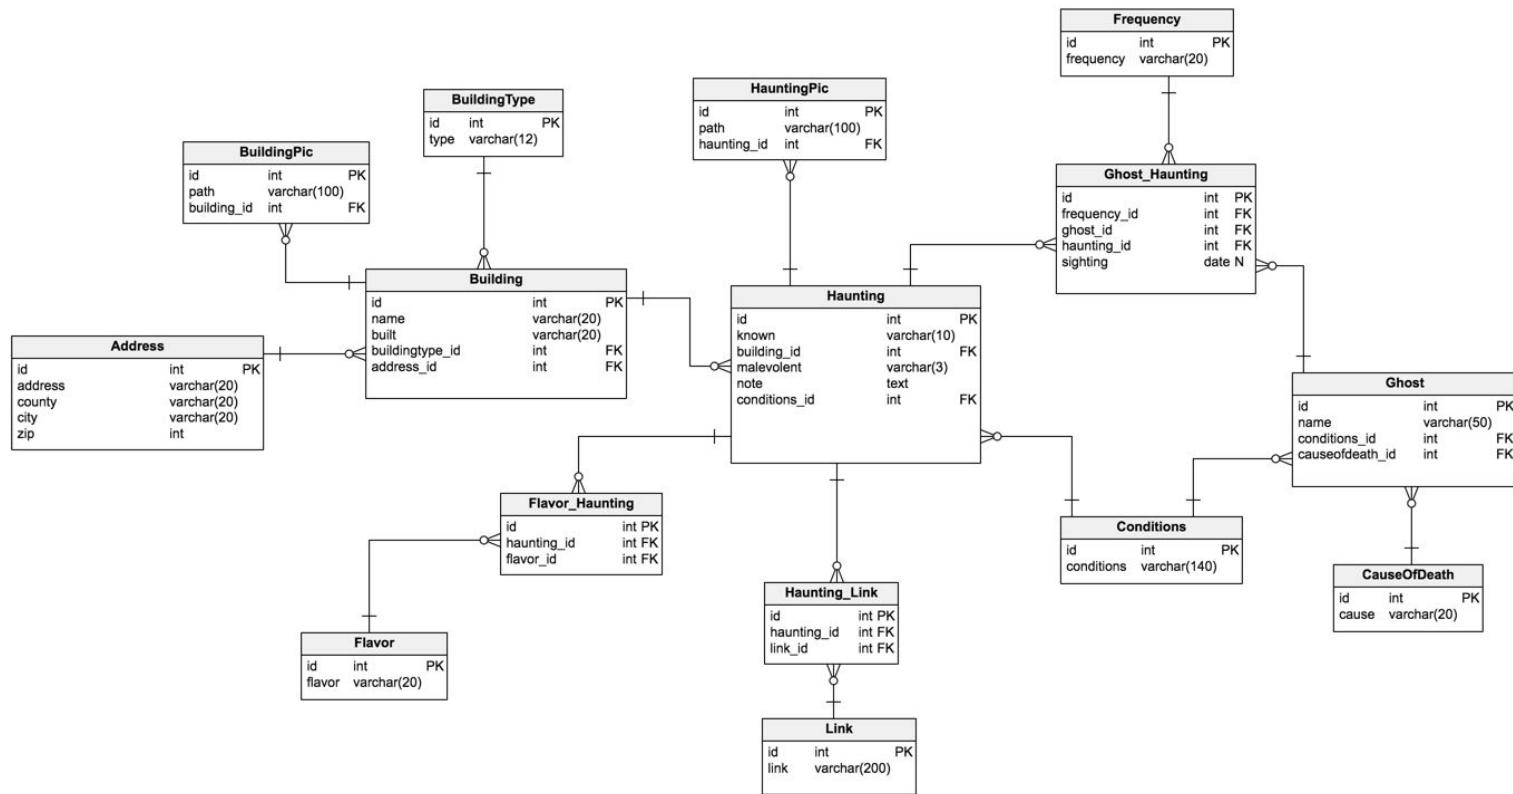 Frequency
id int PK
frequency varchar(20)
HauntingPic
id int PK
path varchar(100)
haunting_id int FK
BuildingType
id int PK
type varchar(12)
BuildingPic
id int PK
path varchar(100)
building_id int FK
Ghost_Haunting
id int PK
frequency_id int FK
ghost_id int FK
haunting_id int FK
sighting date N
Building
id int PK
name varchar(20)
built varchar(20)
buildingtype_id int FK
address_id int FK
Haunting
id int PK
known varchar(10)
building_id int FK
malevolent varchar(3)
note text
conditions_id int FK
Address
id int PK
address varchar(20)
county varchar(20)
city varchar(20)
zip int
Ghost
id int PK
name varchar(50)
conditions_id int FK
causeofdeath_id int FK
Flavor_Haunting
id int PK
haunting_id int FK
flavor_id int FK
Conditions
id int PK
conditions varchar(140)
CauseOfDeath
id int PK
cause varchar(20)
Haunting_Link
id int PK
haunting_id int FK
link_id int FK
Flavor
id int PK
flavor varchar(20)
Link
id int PK
link varchar(200)